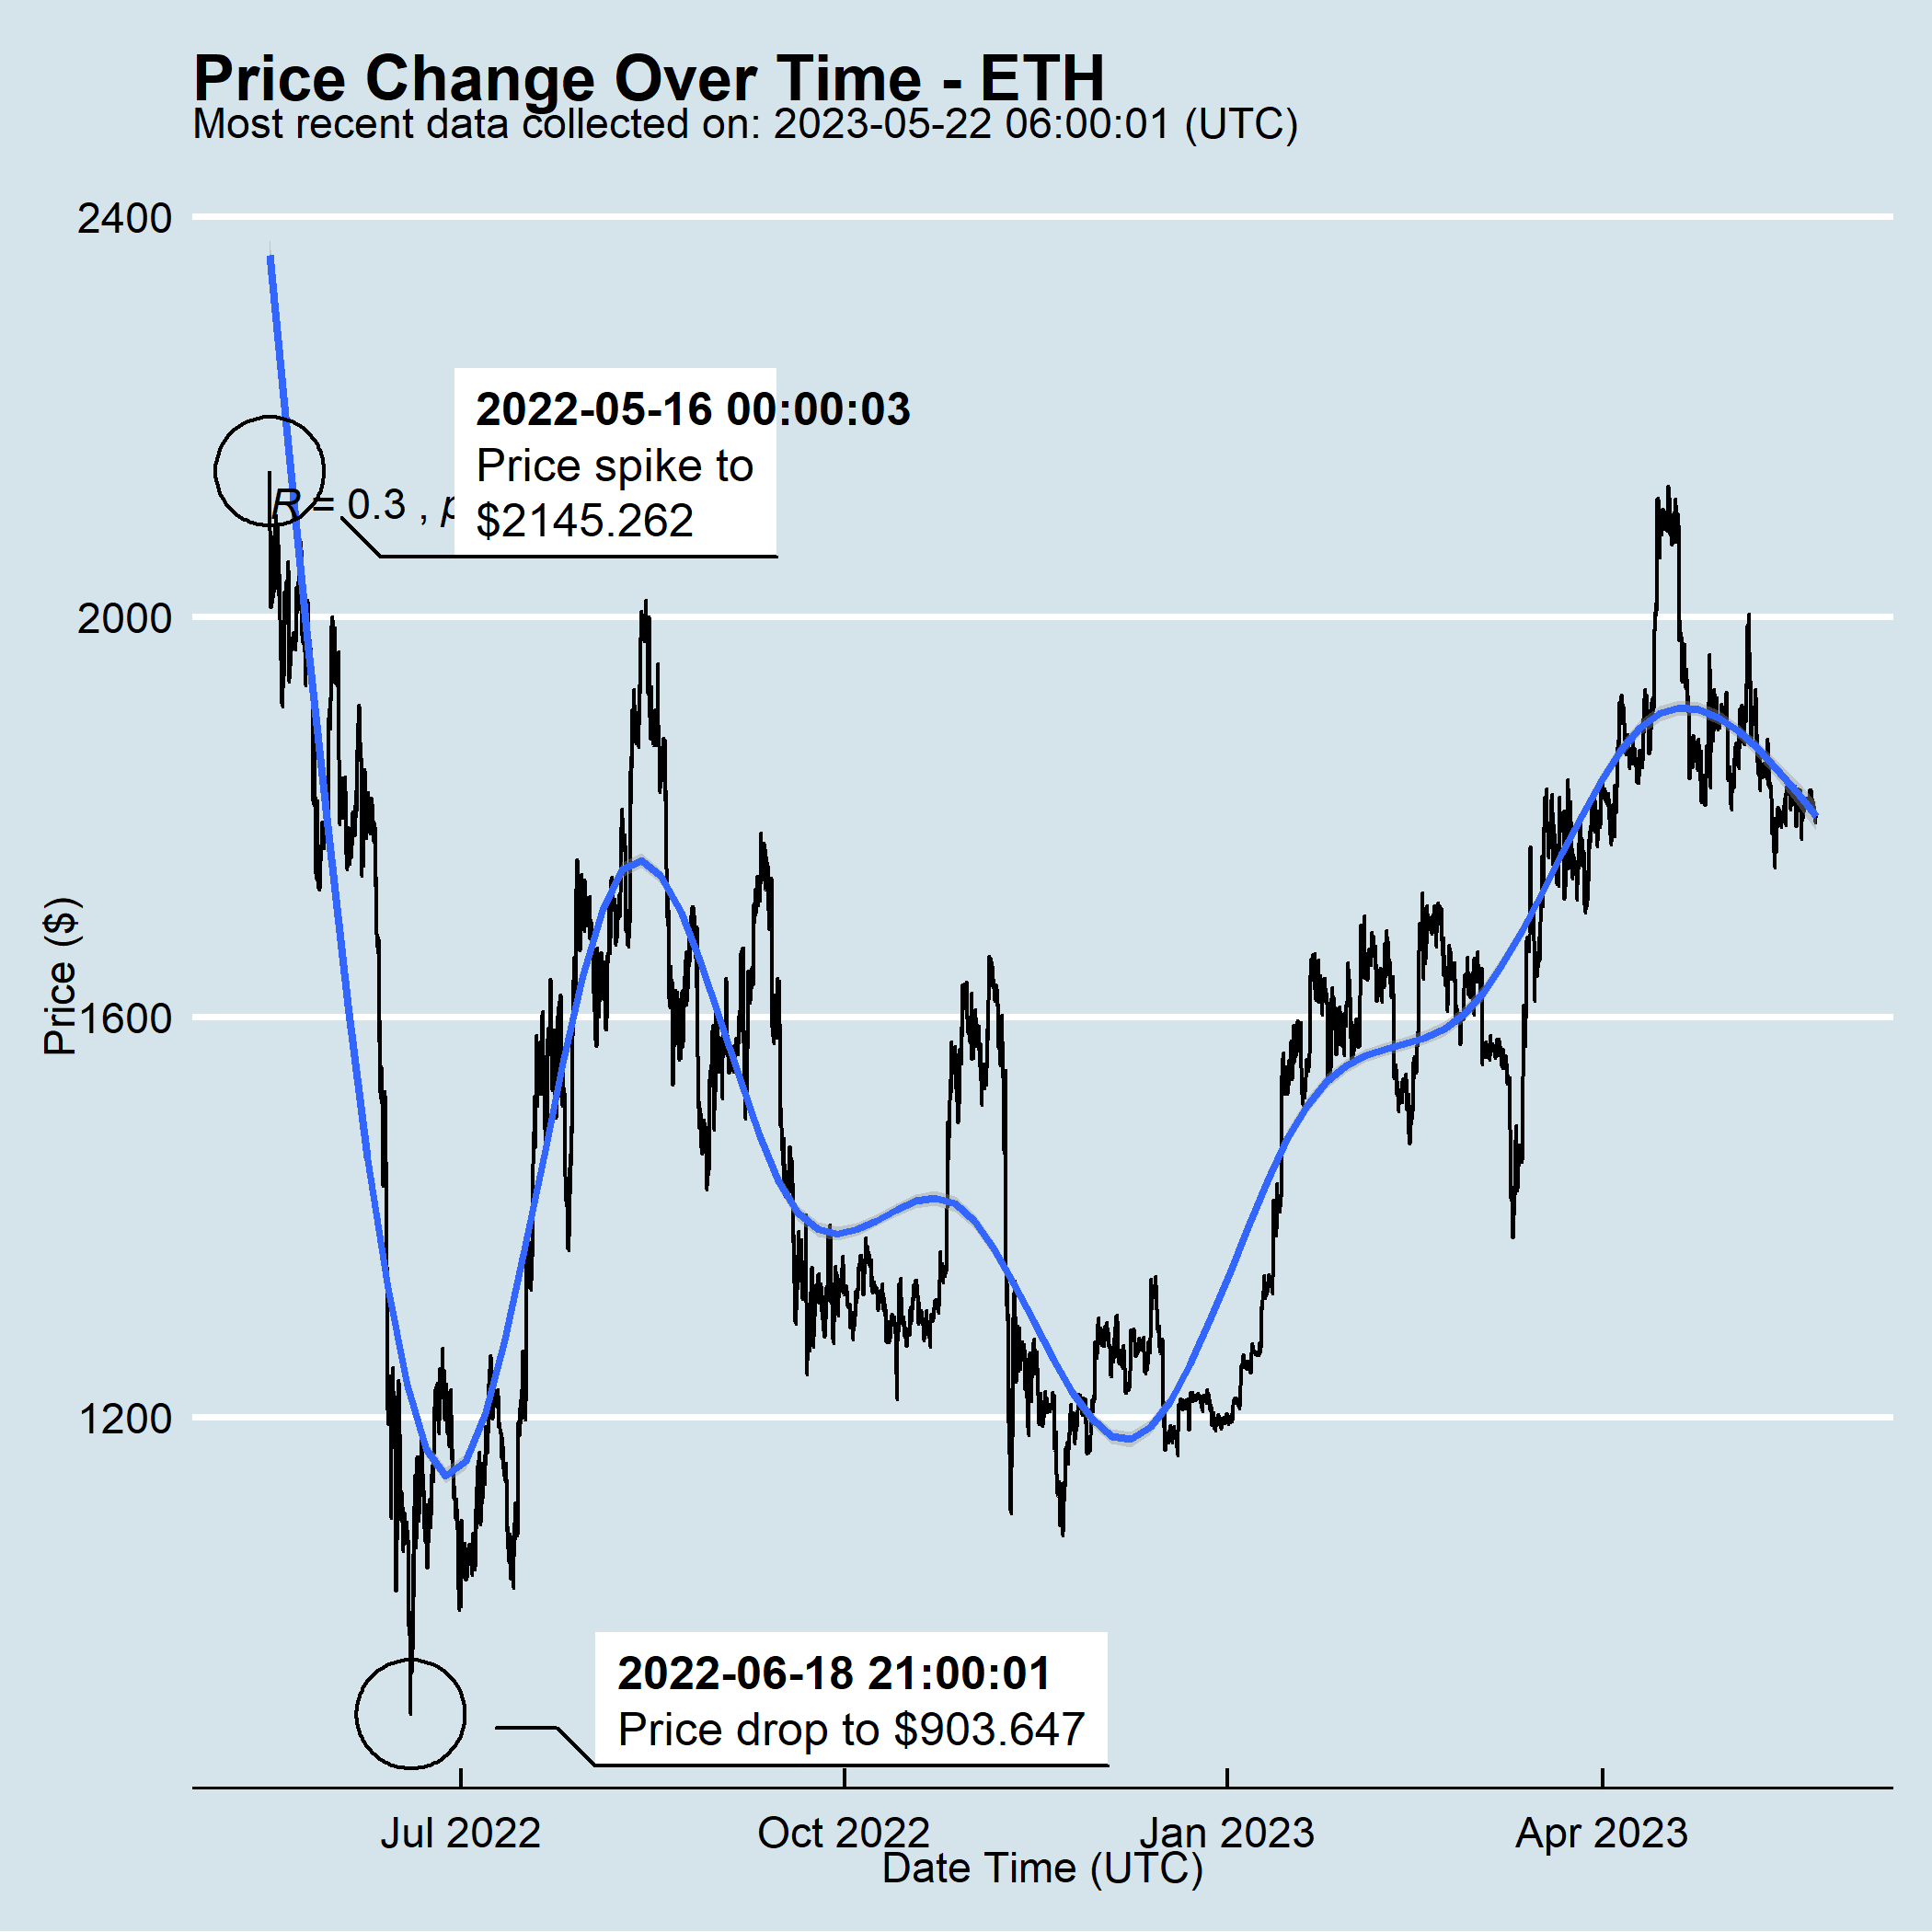 Price Change Over Time - ETH
Most recent data collected on: 2023-05-22 06:00:01 (UTC)
2400
2022-05-16 00:00:03
Price spike to
$2145.262
R = 0.3 , p
2000
Price ($)
1600
1200
2022-06-18 21:00:01
Price drop to $903.647
Jul 2022
Oct 2022
Jan 2023
Apr 2023
Date Time (UTC)